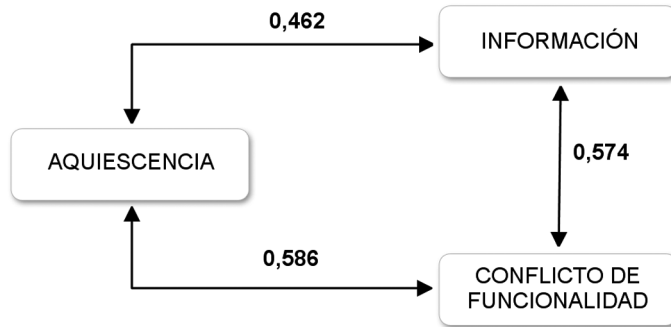 0,462
INFORMACIÓN
AQUIESCENCIA
0,574
0,586
CONFLICTO DE
FUNCIONALIDAD